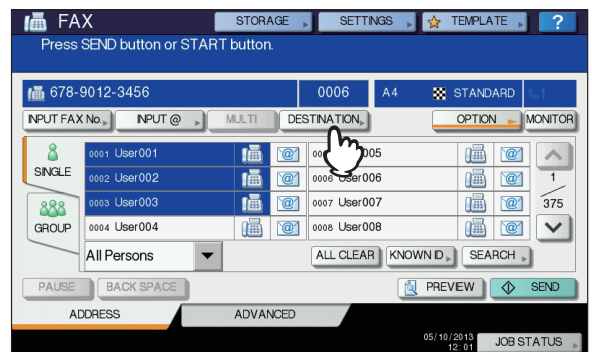 FAX STORAGE SETTINGS TEMPLATE ?
Press SEND button or START button.
678-9012-3456 0006 A4 STANDARD 1
INPUT FAX No. INPUT @ MULTI DESTINATION OPTION MONITOR
SINGLE
GROUP
0001 User001
0002 User002
0003 User003
0004 User004
0006 User006
0007 User007
0008 User008
1
375
All Persons ALL CLEAR KNOWN ID SEARCH
PAUSE BACK SPACE PREVIEW SEND
ADDRESS ADVANCED
05/10/2013
12:01
JOB STATUS